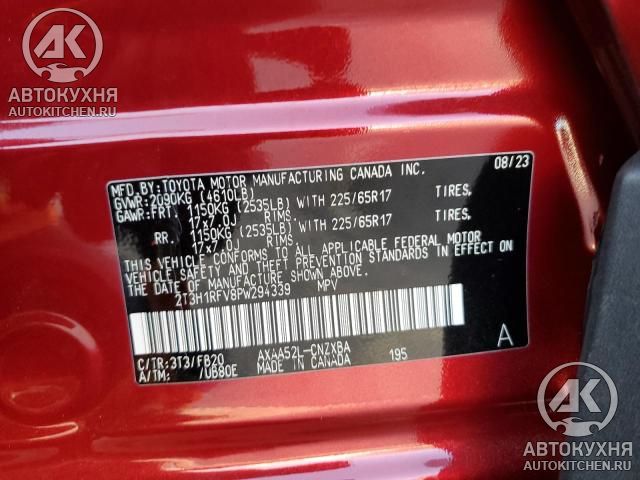 АК
АВТОКУХНЯ
AUTOKITCHEN.RU
MFD.BY:TOYOTA MOTOR MANUFACTURING CANADA INC. 08/23
GVWR:2090KG (4610LB)
GAWR:FRT. 1150KG (2535LB) WITH 225/65R17 TIRES,
17x7.0J RIMS.
RR. 1150KG (2535LB) WITH 225/65R17 TIRES,
17x7.0J RIMS.
THIS VEHICLE CONFORMS TO ALL APPLICABLE FEDERAL MOTOR
VEHICLE SAFETY AND THEFT PREVENTION STANDARDS IN EFFECT ON
THE DATE OF MANUFACTURE SHOWN ABOVE.
2T3H1RFV8PW294339 MPV
A
C/TR:3T3/FB20 AXAA52L-CNZXBA 195
A/TM: /UB80E MADE IN CANADA
АК
АВТОКУХНЯ
AUTOKITCHEN.RU